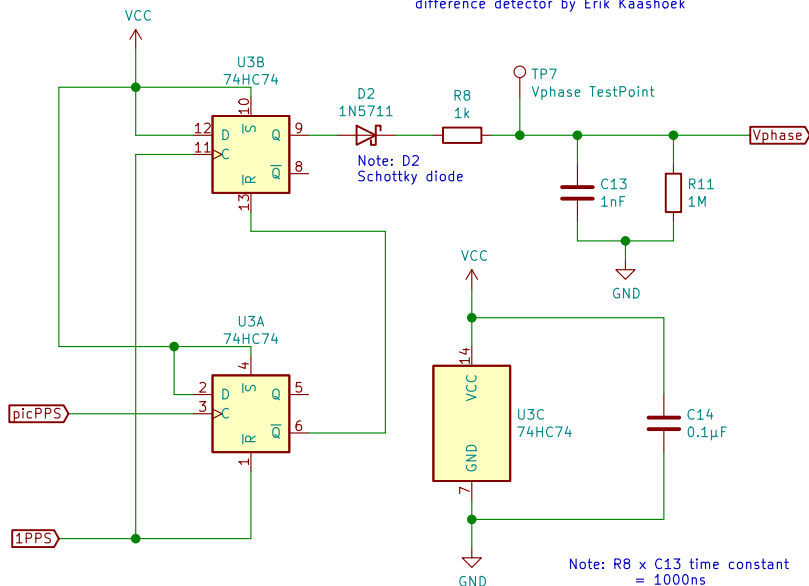 difference detector by Erik Kaashoek
VCC
U3B
74HC74
10
S
12
D
Q
9
11
C
Q
8
R
13
D2
1N5711
Note: D2
Schottky diode
R8
1k
TP7
Vphase TestPoint
Vphase
C13
1nF
R11
1M
GND
U3A
74HC74
4
S
2
D
Q
5
picPPS
3
C
Q
6
R
1
1PPS
VCC
14
VCC
U3C
74HC74
GND
7
C14
0.1µF
GND
Note: R8 x C13 time constant
= 1000ns